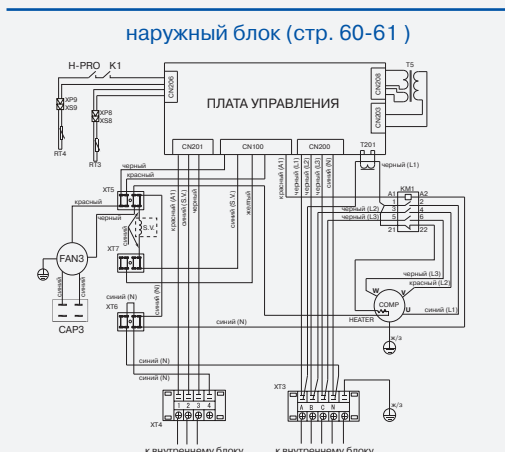 наружный блок (стр. 60-61 )
H-PRO K1
CN206
CN208
T5
XP9
XS9
XP8
XS8
ПЛАТА УПРАВЛЕНИЯ
CN203
RT4
RT3
CN201
CN100
CN200
T201
черный
красный
черный (L1)
XT5
красный (A1)
синий (S.V.)
черный
синий (S.V.)
желтый
красный (A1)
черный (L1)
черный (L2)
черный (L3)
синий (N)
KM1
A1 A2
1 2
3 4
5 6
21 22
черный (L2)
черный (L3)
красный
черный
синий
S.V.
FAN3
XT7
синий
синий
CAP3
синий (N)
синий (N)
XT6
синий (N)
черный (L3)
красный (L2)
W
V
COMP
U
синий (L1)
HEATER
ж/з
синий (N)
синий (N)
XT3
1 2 3 4
A B C N
ж/з
XT4
к внутреннему блоку
к внутреннему блоку